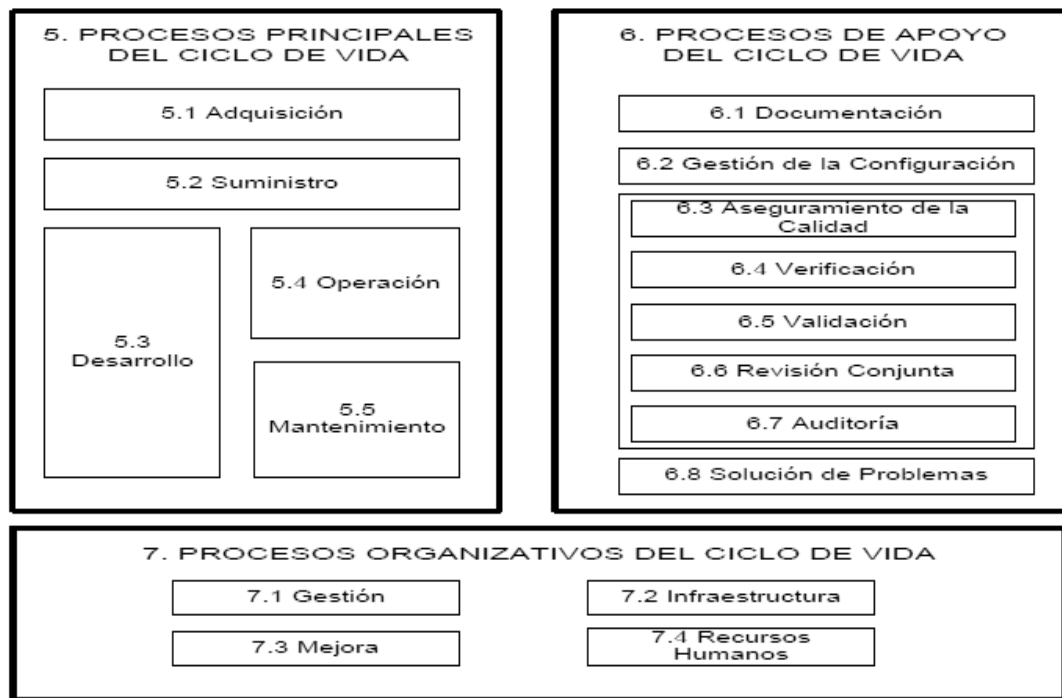 5. PROCESOS PRINCIPALES
DEL CICLO DE VIDA
5.1 Adquisición
5.2 Suministro
5.3
Desarrollo
5.4 Operación
5.5
Mantenimiento
6. PROCESOS DE APOYO
DEL CICLO DE VIDA
6.1 Documentación
6.2 Gestión de la Configuración
6.3 Aseguramiento de la
Calidad
6.4 Verificación
6.5 Validación
6.6 Revisión Conjunta
6.7 Auditoría
6.8 Solución de Problemas
7. PROCESOS ORGANIZATIVOS DEL CICLO DE VIDA
7.1 Gestión
7.2 Infraestructura
7.3 Mejora
7.4 Recursos
Humanos